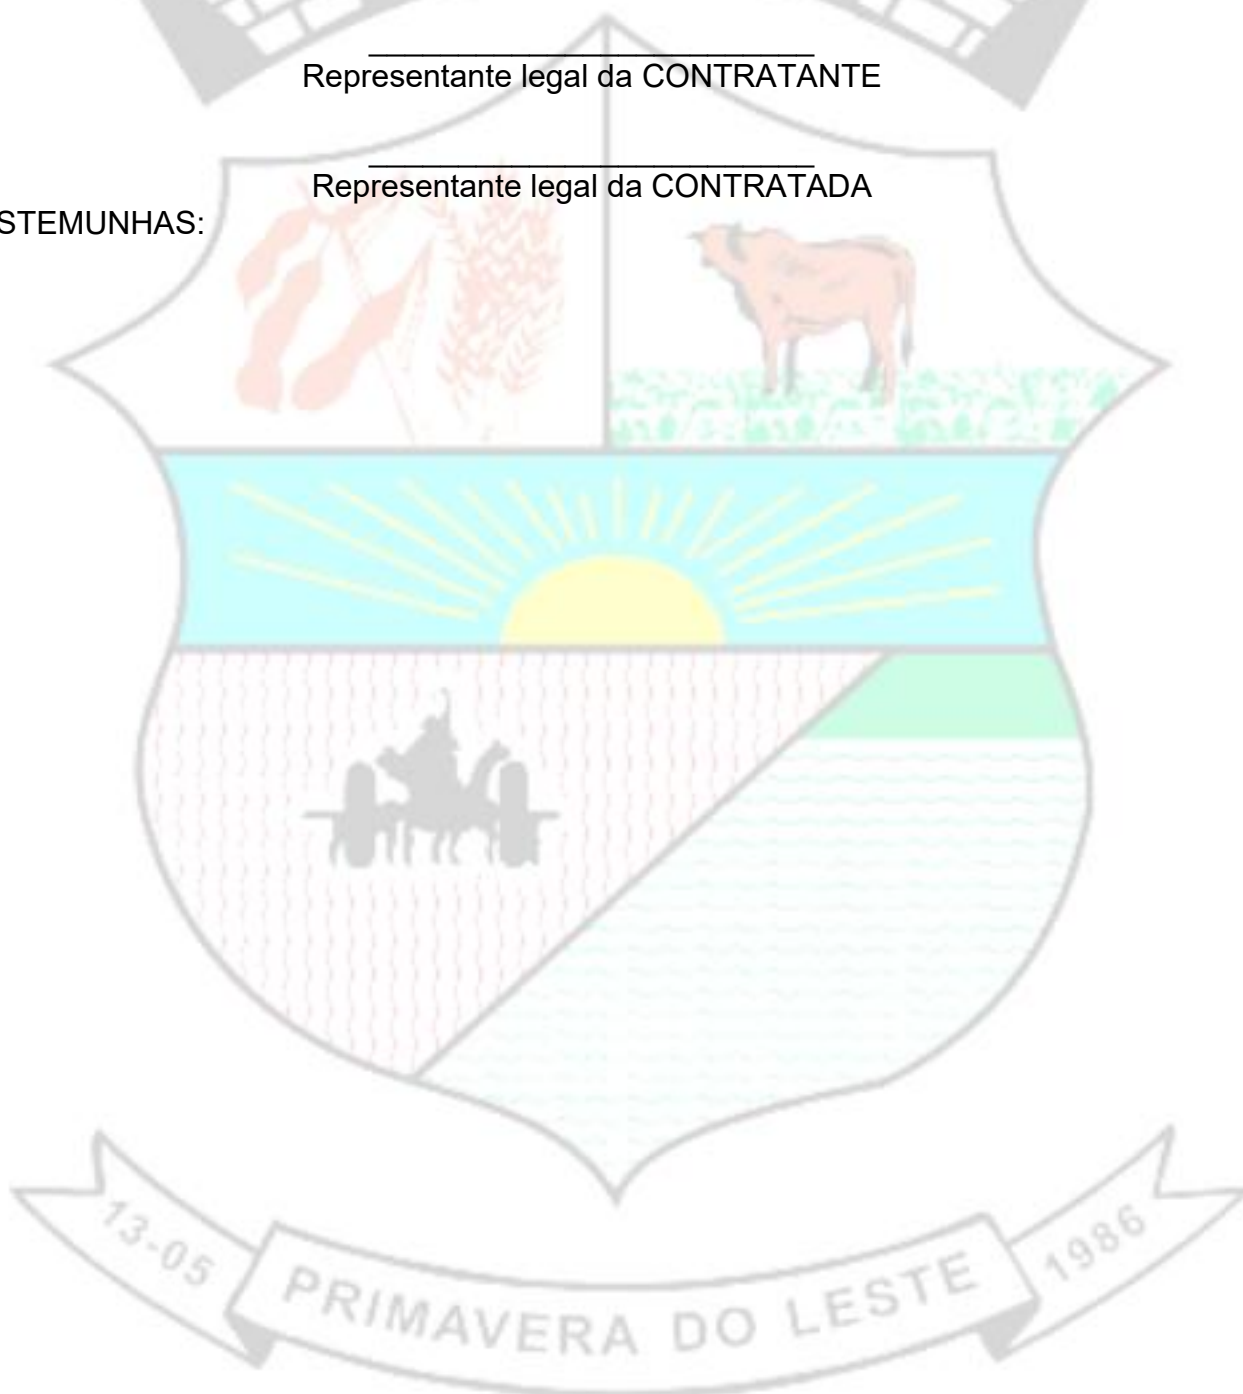 Representante legal da CONTRATANTE
Representante legal da CONTRATADA
STEMUNHAS:
13-05 PRIMAVERA DO LESTE 1986